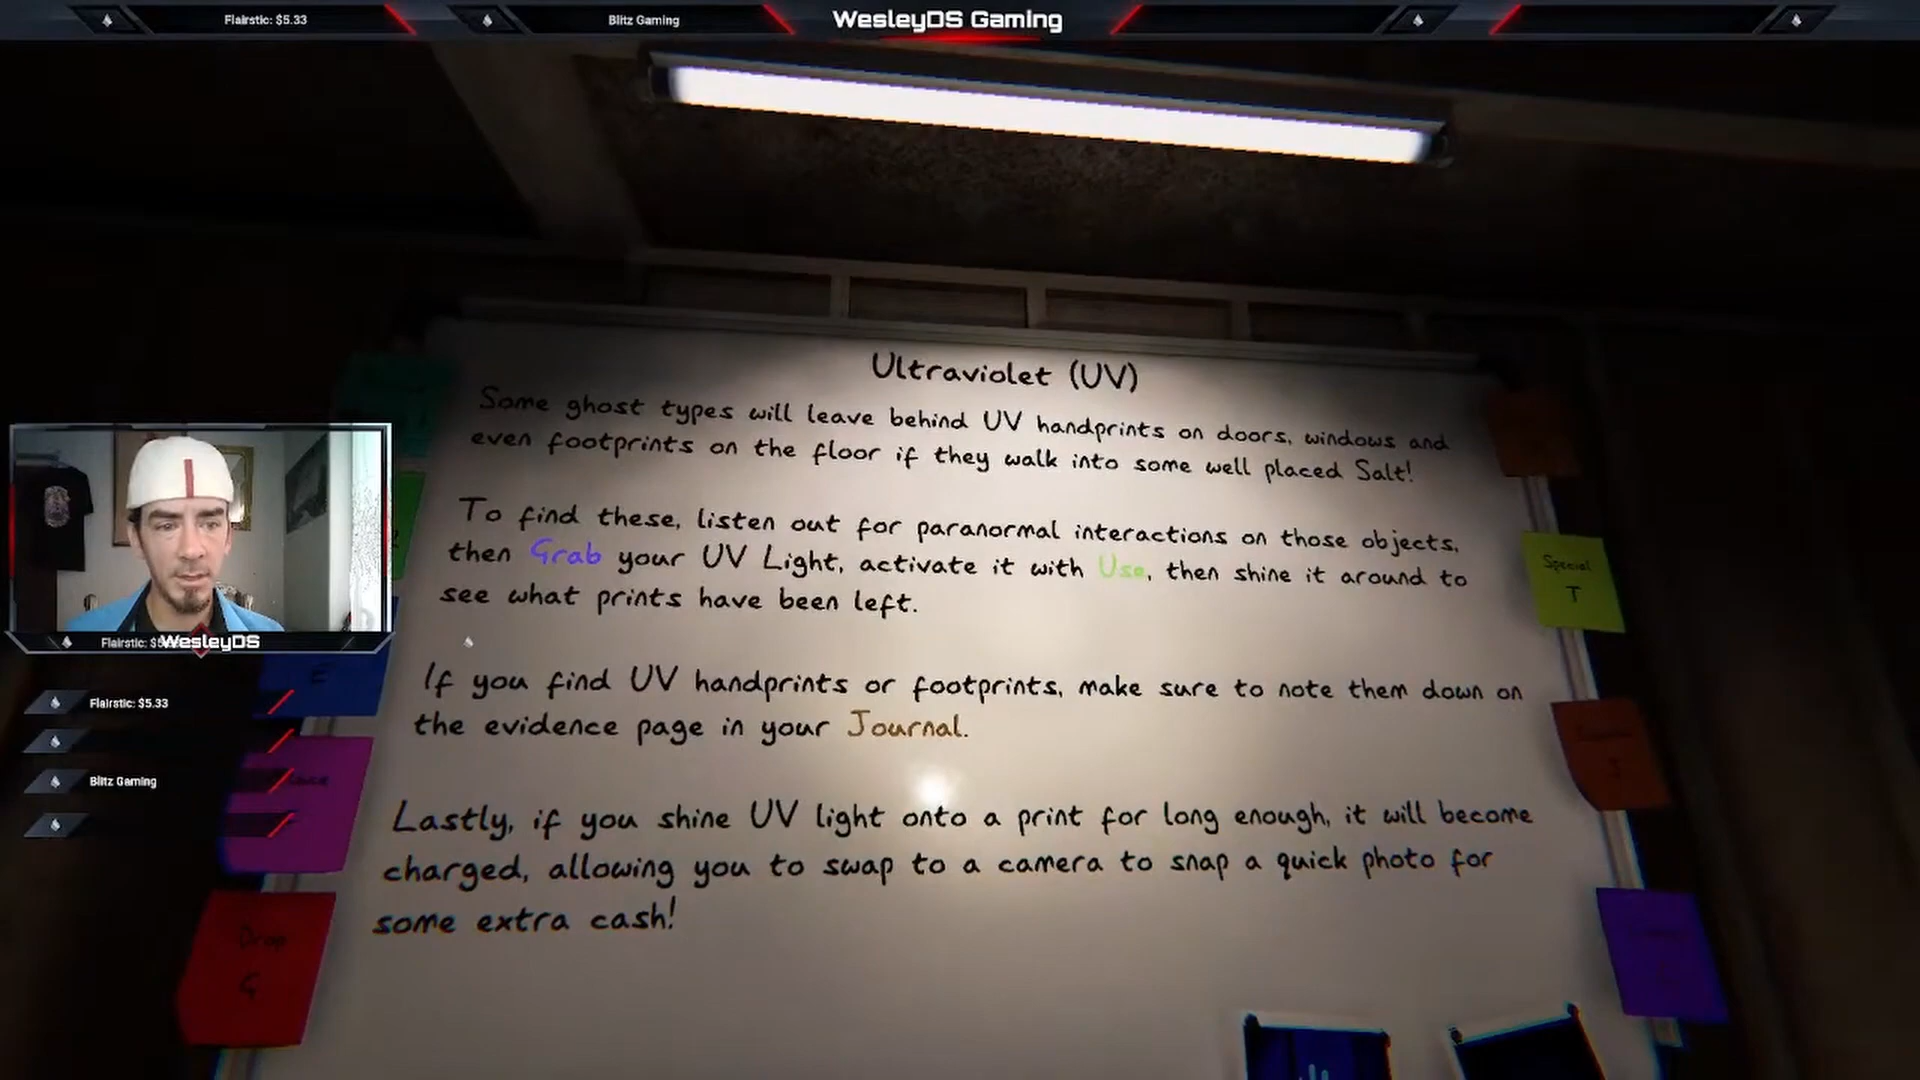 Flairstic: $5.33
Blitz Gaming
WesleyDS Gaming
Ultraviolet (UV)
Some ghost types will leave behind UV handprints on doors, windows and
even footprints on the floor if they walk into some well placed Salt!
To find these, listen out for paranormal interactions on those objects,
then Grab your UV Light, activate it with Use, then shine it around to
see what prints have been left.
If you find UV handprints or footprints, make sure to note them down on
the evidence page in your Journal.
Lastly, if you shine UV light onto a print for long enough, it will become
charged, allowing you to swap to a camera to snap a quick photo for
some extra cash!
Flairstic: $
WesleyDS
Flairstic: $5.33
Blitz Gaming
E
Drop
G
Special
T